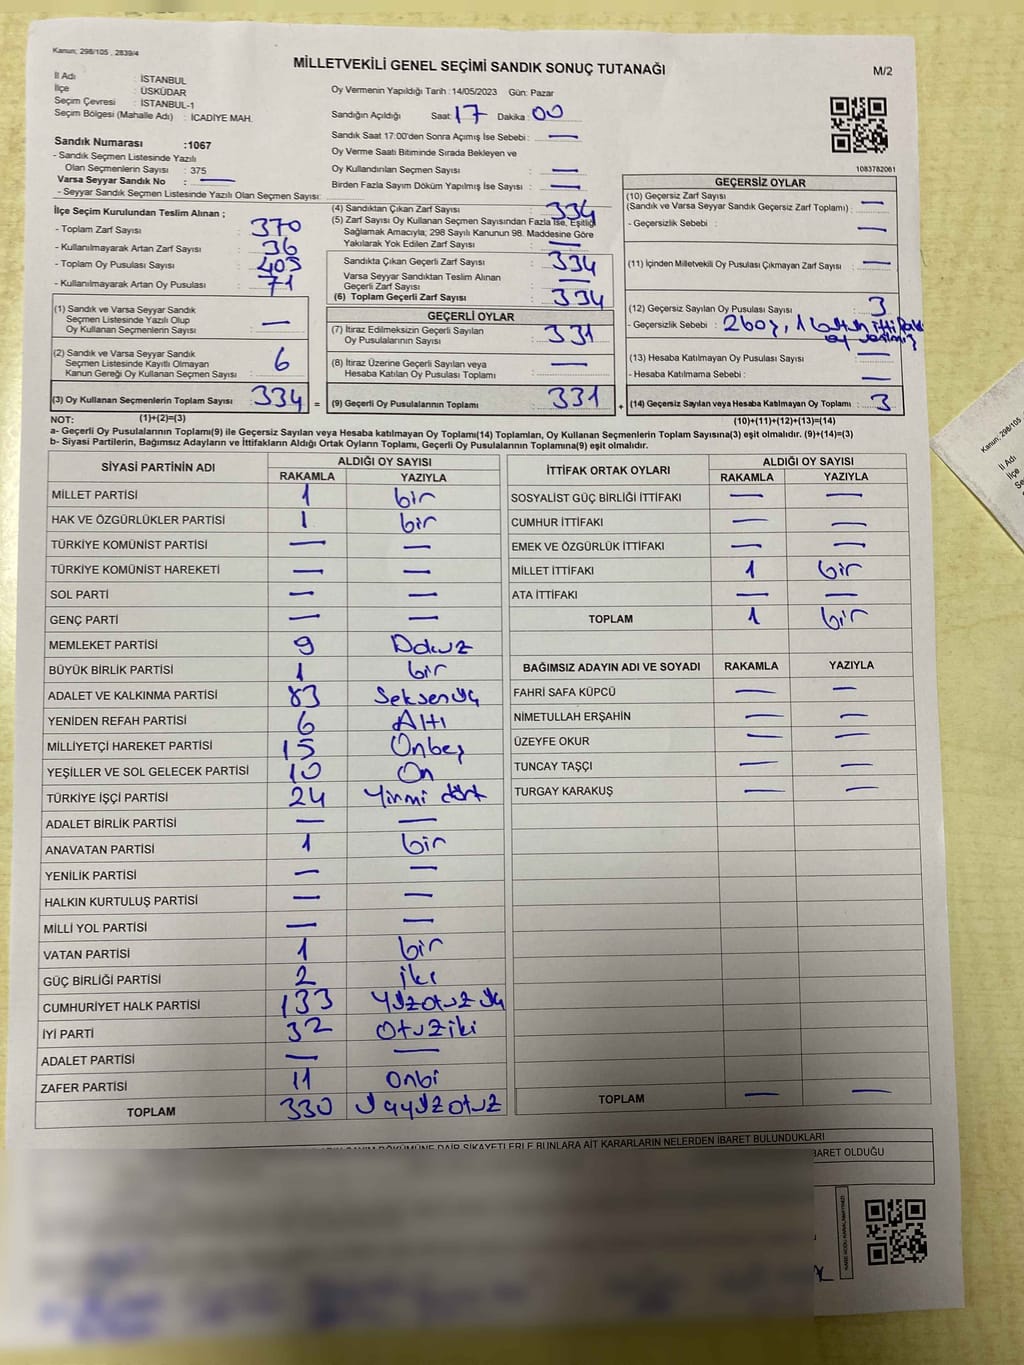 Kanun; 298/105 , 2839/4
MİLLETVEKİLİ GENEL SEÇİMİ SANDIK SONUÇ TUTANAĞI
M/2
İl Adı : İSTANBUL
İlçe : ÜSKÜDAR
Seçim Çevresi : İSTANBUL-1
Seçim Bölgesi (Mahalle Adı) : İCADİYE MAH.
Sandık Numarası :1067
- Sandık Seçmen Listesinde Yazılı
Olan Seçmenlerin Sayısı : 375
Varsa Seyyar Sandık No : —
- Seyyar Sandık Seçmen Listesinde Yazılı Olan Seçmen Sayısı:
Oy Vermenin Yapıldığı Tarih : 14/05/2023 Gün: Pazar
Sandığın Açıldığı Saat : 17 Dakika : 00
Sandık Saat 17:00'den Sonra Açımış İse Sebebi : —
Oy Verme Saati Bitiminde Sırada Bekleyen ve
Oy Kullandırılan Seçmen Sayısı : —
Birden Fazla Sayım Döküm Yapılmış İse Sayısı : —
1083782061
İlçe Seçim Kurulundan Teslim Alınan ;
- Toplam Zarf Sayısı : 370
- Kullanılmayarak Artan Zarf Sayısı : 36
- Toplam Oy Pusulası Sayısı : 405
- Kullanılmayarak Artan Oy Pusulası : 71
(1) Sandık ve Varsa Seyyar Sandık
Seçmen Listesinde Yazılı Olup
Oy Kullanan Seçmenlerin Sayısı : —
(2) Sandık ve Varsa Seyyar Sandık
Seçmen Listesinde Kayıtlı Olmayan
Kanun Gereği Oy Kullanan Seçmen Sayısı : 6
(3) Oy Kullanan Seçmenlerin Toplam Sayısı : 334 =
(1)+(2)=(3)
(4) Sandıktan Çıkan Zarf Sayısı : 334
(5) Zarf Sayısı Oy Kullanan Seçmen Sayısından Fazla İse, Eşitliği
Sağlamak Amacıyla; 298 Sayılı Kanunun 98. Maddesine Göre
Yakılarak Yok Edilen Zarf Sayısı : —
Sandıkta Çıkan Geçerli Zarf Sayısı : 334
Varsa Seyyar Sandıktan Teslim Alınan
Geçerli Zarf Sayısı : —
(6) Toplam Geçerli Zarf Sayısı : 334
GEÇERLİ OYLAR
(7) İtiraz Edilmeksizin Geçerli Sayılan
Oy Pusulalarının Sayısı : 331
(8) İtiraz Üzerine Geçerli Sayılan veya
Hesaba Katılan Oy Pusulası Toplamı : —
(9) Geçerli Oy Pusulalarının Toplamı : 331 +
GEÇERSİZ OYLAR
(10) Geçersiz Zarf Sayısı
(Sandık ve Varsa Seyyar Sandık Geçersiz Zarf Toplamı) : —
- Geçersizlik Sebebi : —
(11) İçinden Milletvekili Oy Pusulası Çıkmayan Zarf Sayısı : —
(12) Geçersiz Sayılan Oy Pusulası Sayısı : 3
- Geçersizlik Sebebi : 2 boş, 1
oy verilmiş
(13) Hesaba Katılmayan Oy Pusulası Sayısı : —
- Hesaba Katılmama Sebebi : —
(14) Geçersiz Sayılan veya Hesaba Katılmayan Oy Toplamı : 3
(10)+(11)+(12)+(13)=(14)
NOT:
a- Geçerli Oy Pusulalarının Toplamı(9) ile Geçersiz Sayılan veya Hesaba katılmayan Oy Toplamı(14) Toplamları, Oy Kullanan Seçmenlerin Toplam Sayısına(3) eşit olmalıdır. (9)+(14)=(3)
b- Siyasi Partilerin, Bağımsız Adayların ve İttifakların Aldığı Ortak Oyların Toplamı, Geçerli Oy Pusulalarının Toplamına(9) eşit olmalıdır.
SİYASİ PARTİNİN ADI ALDIĞI OY SAYISI
RAKAMLA YAZIYLA
MİLLET PARTİSİ 1 bir
HAK VE ÖZGÜRLÜKLER PARTİSİ 1 bir
TÜRKİYE KOMÜNİST PARTİSİ — —
TÜRKİYE KOMÜNİST HAREKETİ — —
SOL PARTİ — —
GENÇ PARTİ — —
MEMLEKET PARTİSİ 9 Dokuz
BÜYÜK BİRLİK PARTİSİ 1 bir
ADALET VE KALKINMA PARTİSİ 83 Seksenüç
YENİDEN REFAH PARTİSİ 6 Altı
MİLLİYETÇİ HAREKET PARTİSİ 15 Onbeş
YEŞİLLER VE SOL GELECEK PARTİSİ 10 On
TÜRKİYE İŞÇİ PARTİSİ 24 Yirmi dört
ADALET BİRLİK PARTİSİ — —
ANAVATAN PARTİSİ 1 bir
YENİLİK PARTİSİ — —
HALKIN KURTULUŞ PARTİSİ — —
MİLLİ YOL PARTİSİ — —
VATAN PARTİSİ 1 bir
GÜÇ BİRLİĞİ PARTİSİ 2 iki
CUMHURİYET HALK PARTİSİ 133 Yüzotuz üç
İYİ PARTİ 32 Otuziki
ADALET PARTİSİ — —
ZAFER PARTİSİ 11 Onbi
TOPLAM 330 Üçyüzotuz
İTTİFAK ORTAK OYLARI ALDIĞI OY SAYISI
RAKAMLA YAZIYLA
SOSYALİST GÜÇ BİRLİĞİ İTTİFAKI — —
CUMHUR İTTİFAKI — —
EMEK VE ÖZGÜRLÜK İTTİFAKI — —
MİLLET İTTİFAKI 1 bir
ATA İTTİFAKI — —
TOPLAM 1 bir
BAĞIMSIZ ADAYIN ADI VE SOYADI RAKAMLA YAZIYLA
FAHRİ SAFA KÜPCÜ — —
NİMETULLAH ERŞAHİN — —
ÜZEYFE OKUR — —
TUNCAY TAŞÇI — —
TURGAY KARAKUŞ — —
TOPLAM — —
DÖKÜMÜNE DAİR ŞİKAYETLERLE BUNLARA AİT KARARLARIN NELERDEN İBARET BULUNDUKLARI
İBARET OLDUĞU
Kanun; 298/105
İl Adı
İlçe